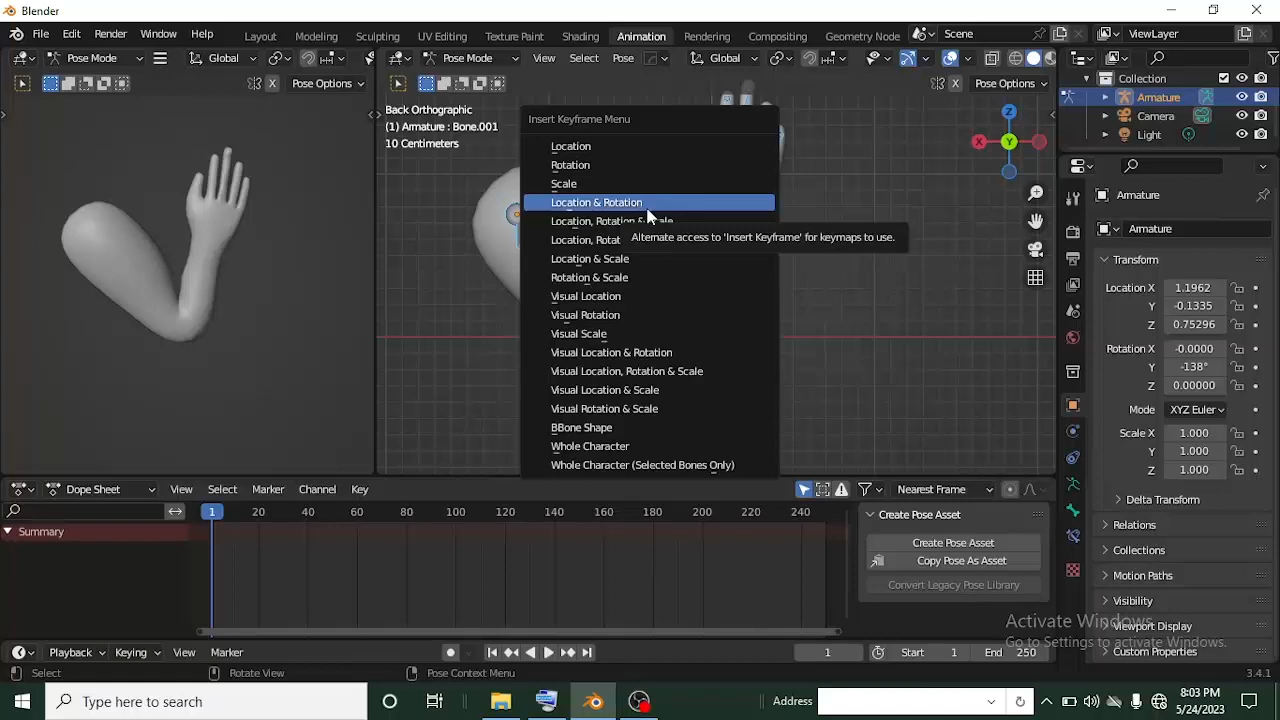 Blender
File Edit Render Window Help Layout Modeling Sculpting UV Editing Texture Paint Shading Animation Rendering Compositing Geometry Node Scene ViewLayer
Pose Mode Global Pose Mode View Select Pose Global
X Pose Options X Pose Options
Back Orthographic
(1) Armature : Bone.001
10 Centimeters
Insert Keyframe Menu
Location
Rotation
Scale
Location & Rotation
Location, Rotation & Scale
Location, Rotat
Alternate access to 'Insert Keyframe' for keymaps to use.
Location & Scale
Rotation & Scale
Visual Location
Visual Rotation
Visual Scale
Visual Location & Rotation
Visual Location, Rotation & Scale
Visual Location & Scale
Visual Rotation & Scale
BBone Shape
Whole Character
Whole Character (Selected Bones Only)
Z
X Y
Collection
Armature
Camera
Light
Armature
Armature
Transform
Location X 1.1962
Y -0.1335
Z 0.75296
Rotation X -0.0000
Y -138°
Z 0.00000
Mode XYZ Euler
Scale X 1.000
Y 1.000
Z 1.000
Delta Transform
Relations
Collections
Motion Paths
Visibility
Viewport Display
Custom Properties
Dope Sheet View Select Marker Channel Key Nearest Frame
1 20 40 60 80 100 120 140 160 180 200 220 240
Summary
Create Pose Asset
Create Pose Asset
Copy Pose As Asset
Convert Legacy Pose Library
Activate Windows
Go to Settings to activate Windows.
Playback Keying View Marker 1 Start 1 End 250
Select Rotate View Pose Context Menu 3.4.1
Type here to search Address 8:03 PM
5/24/2023